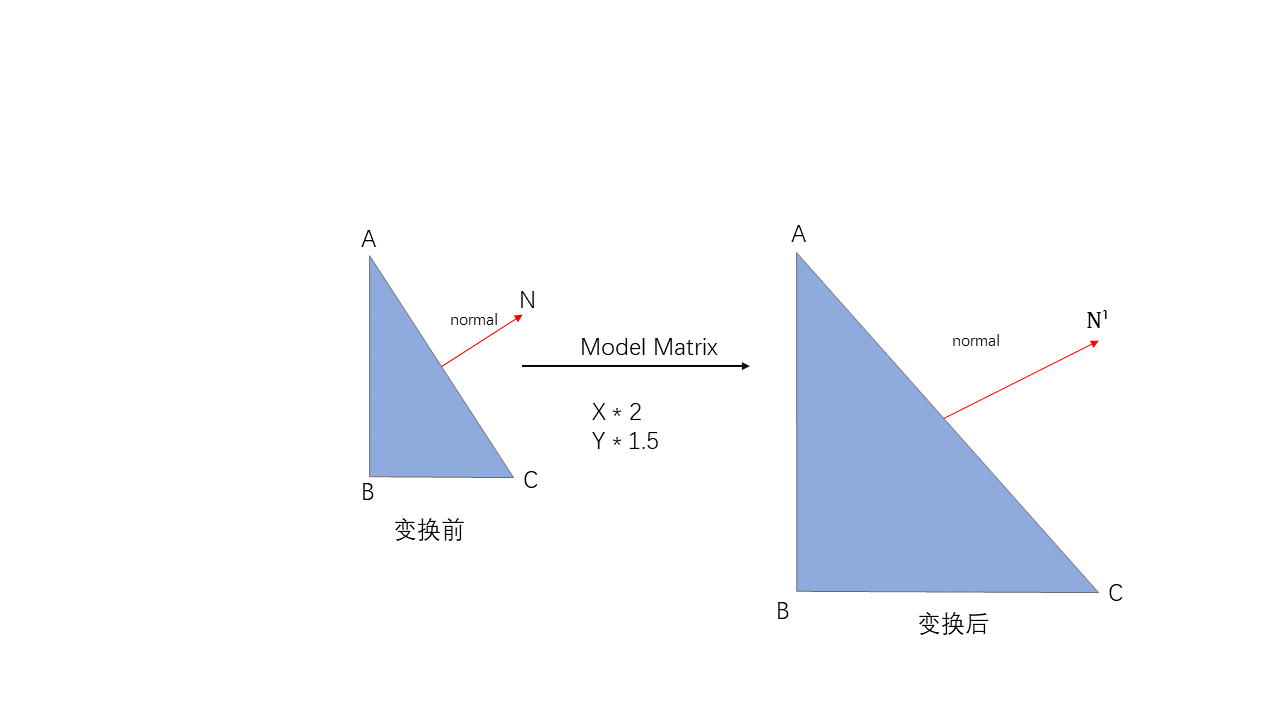 A
normal
N
B
C
变换前
Model Matrix
X * 2
Y * 1.5
A
normal
N¹
B
C
变换后